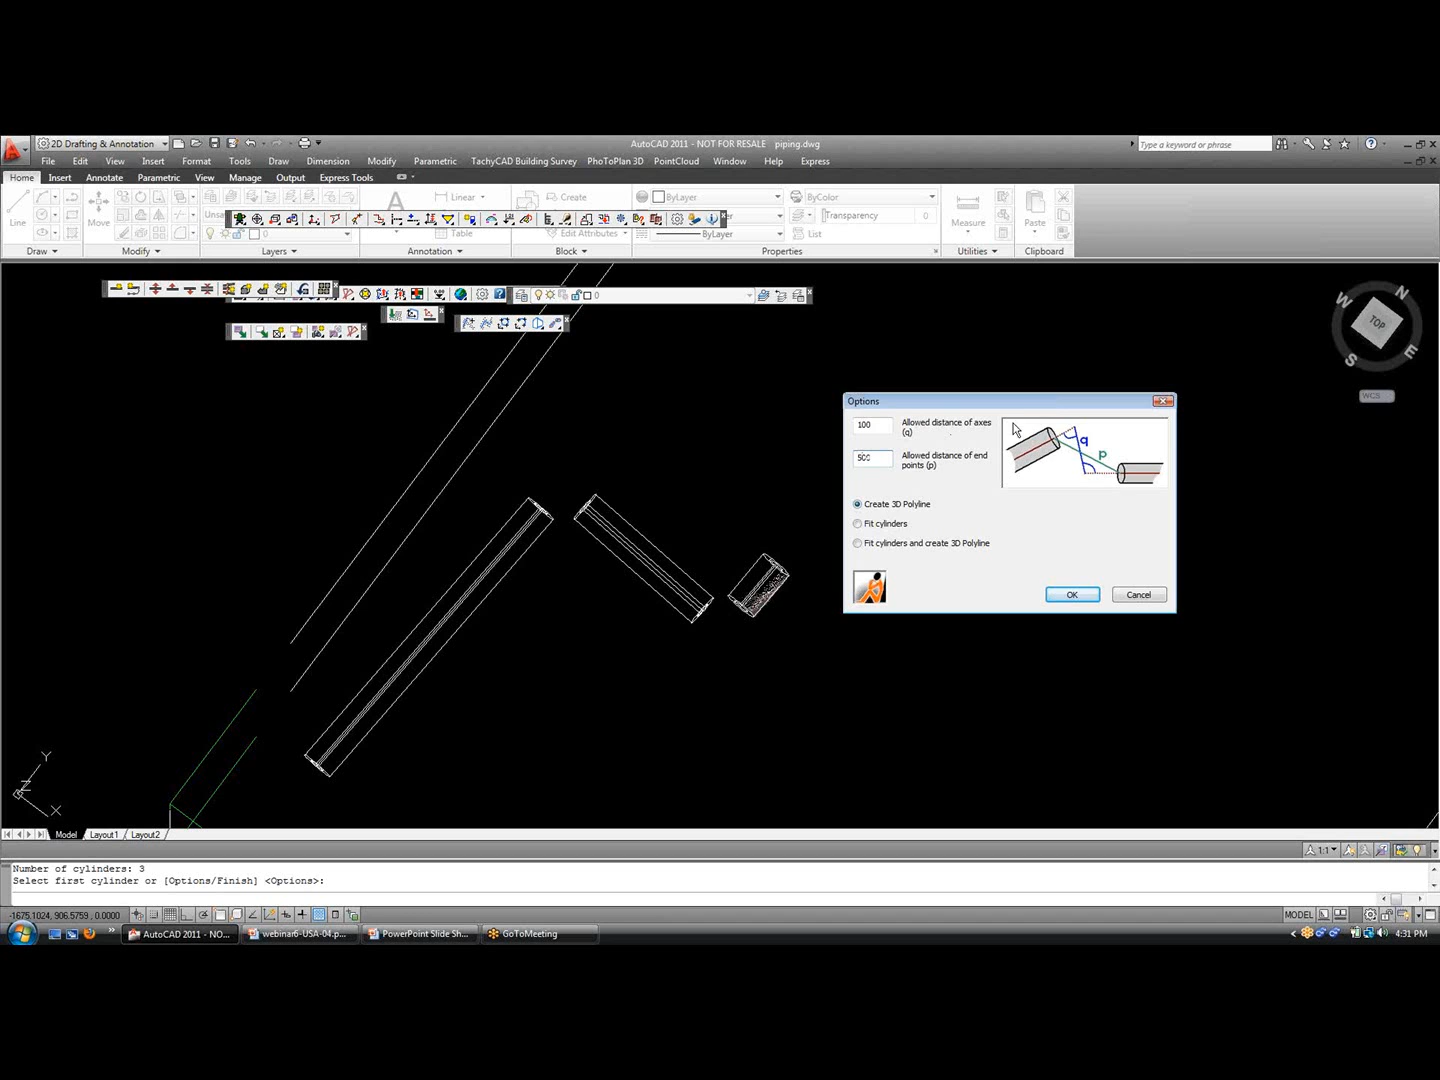 2D Drafting & Annotation
AutoCAD 2011 - NOT FOR RESALE piping.dwg
Type a keyword or phrase
File Edit View Insert Format Tools Draw Dimension Modify Parametric TachyCAD Building Survey PhoToPlan 3D PointCloud Window Help Express
Home Insert Annotate Parametric View Manage Output Express Tools
Line
Move
Linear
Create
ByLayer
ByColor
Measure
Paste
Transparency 0
Table
Edit Attributes
ByLayer
List
0
Draw Modify Layers Annotation Block Properties Utilities Clipboard
0
N
W
TOP
E
S
WCS
Options
100
Allowed distance of axes
(q)
500
Allowed distance of end
points (p)
q
p
Create 3D Polyline
Fit cylinders
Fit cylinders and create 3D Polyline
OK Cancel
Y
Z
X
Model Layout1 Layout2
1:1
Number of cylinders: 3
Select first cylinder or [Options/Finish] <Options>:
-1675.1024, 906.5759 , 0.0000
MODEL
AutoCAD 2011 - NO...
webinar6-USA-04.p...
PowerPoint Slide Sh...
GoToMeeting
4:31 PM